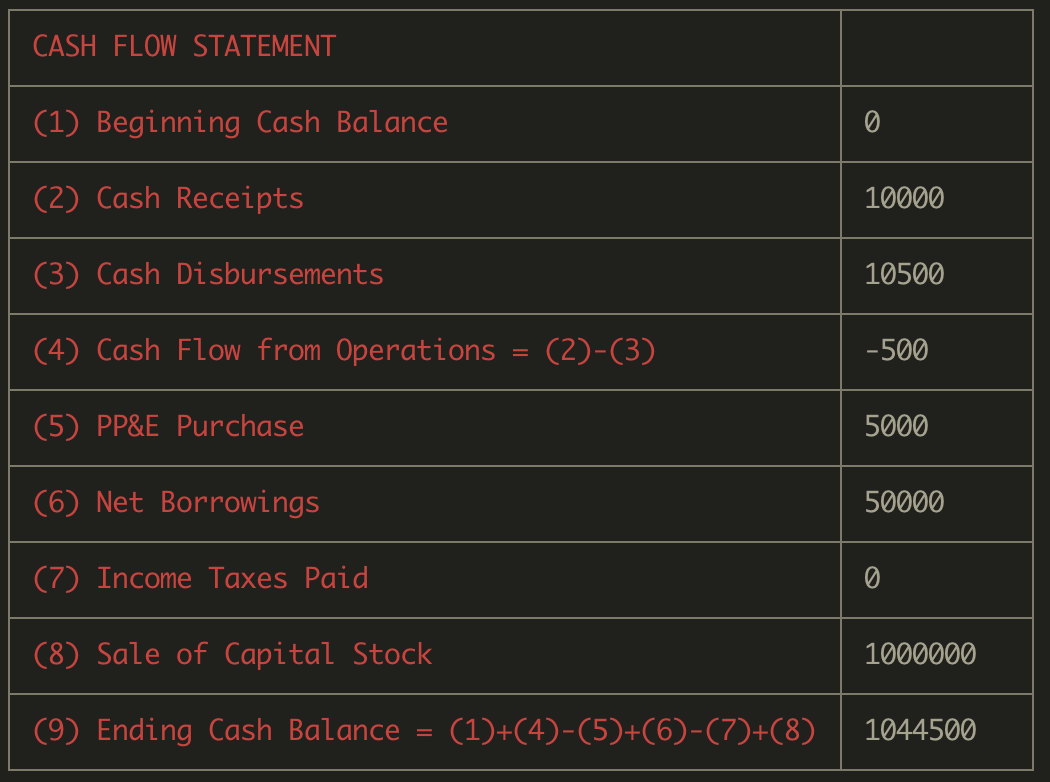 CASH FLOW STATEMENT
(1) Beginning Cash Balance 0
(2) Cash Receipts 10000
(3) Cash Disbursements 10500
(4) Cash Flow from Operations = (2)-(3) -500
(5) PP&E Purchase 5000
(6) Net Borrowings 50000
(7) Income Taxes Paid 0
(8) Sale of Capital Stock 1000000
(9) Ending Cash Balance = (1)+(4)-(5)+(6)-(7)+(8) 1044500